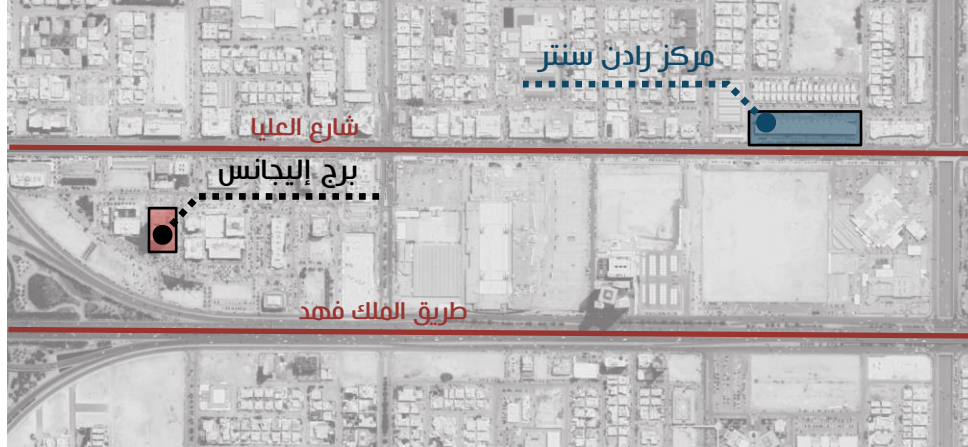 مركز رادن سنتر
شارع العليا
برج إليجانس
طريق الملك فهد